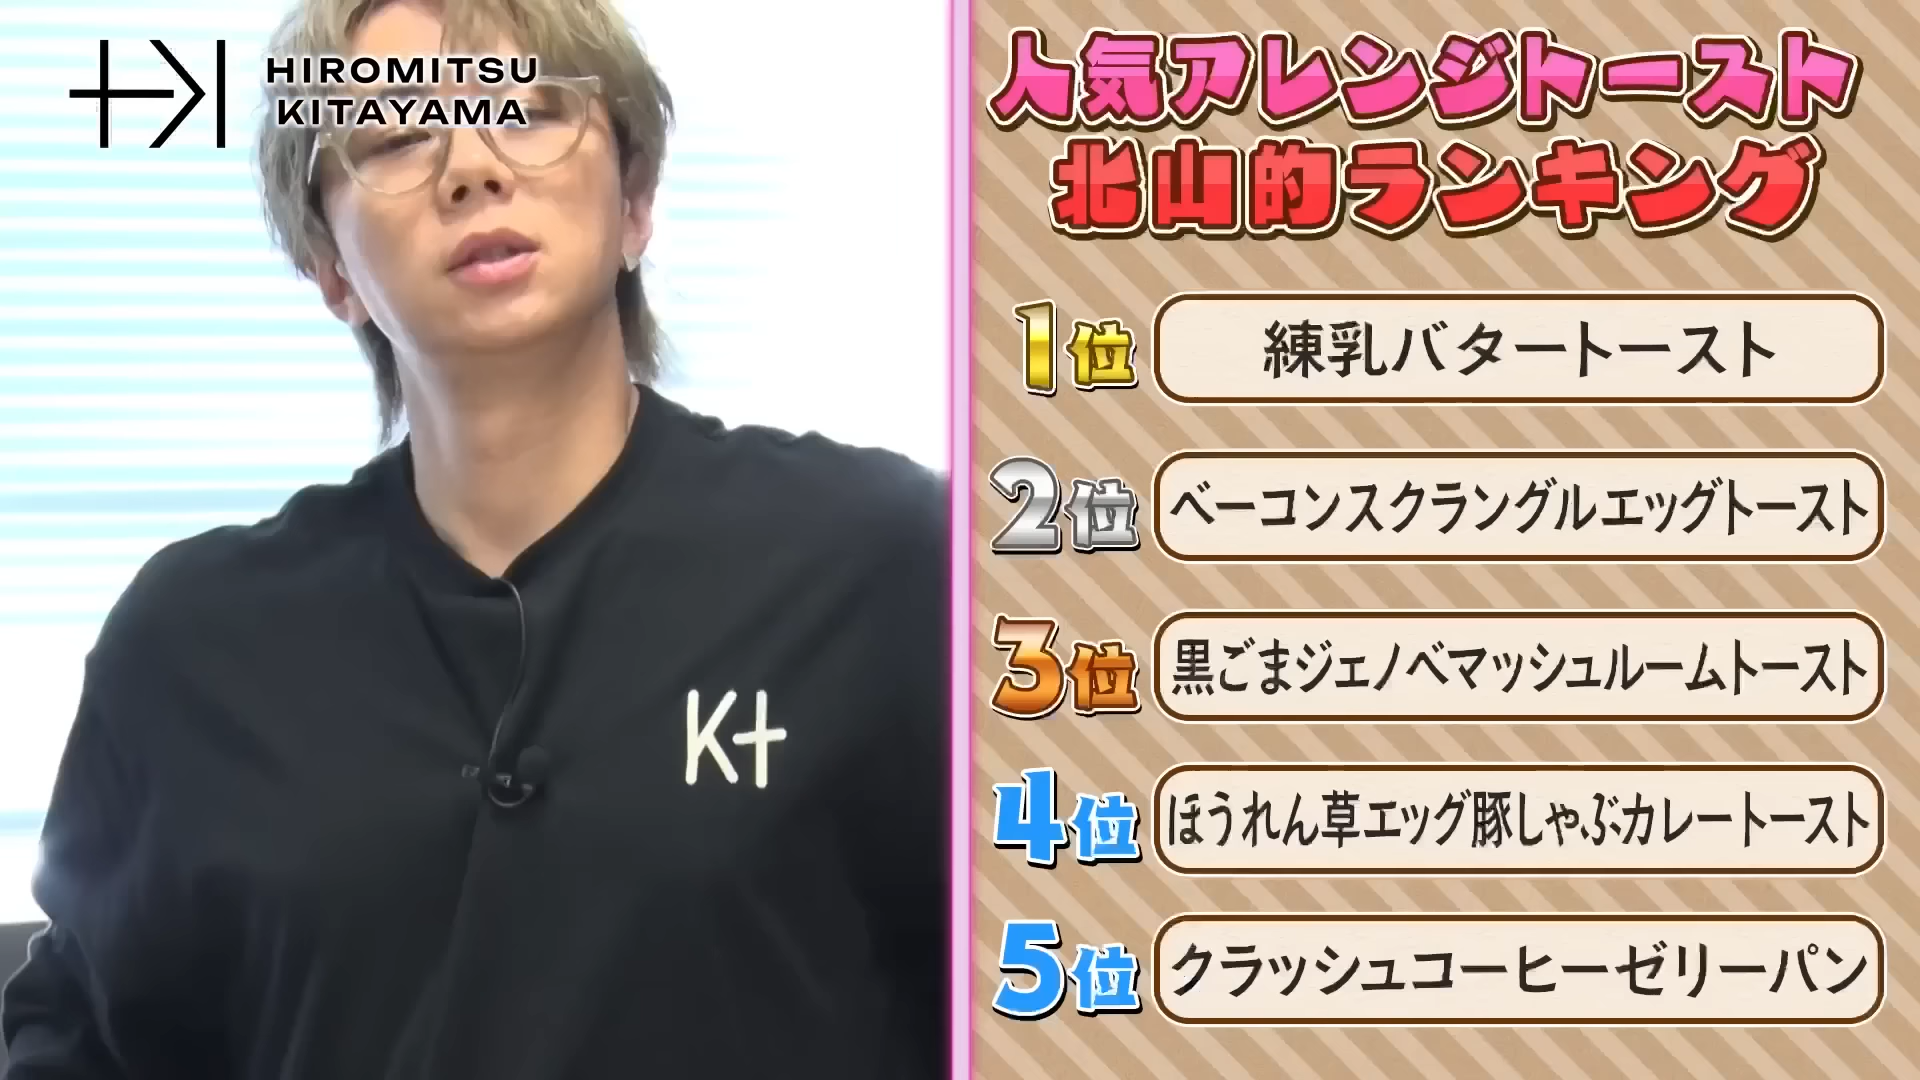 HIROMITSU
KITAYAMA
Kt
人気アレンジトースト
北山的ランキング
1位 練乳バタートースト
2位 ベーコンスクラングルエッグトースト
3位 黒ごまジェノベマッシュルームトースト
4位 ほうれん草エッグ豚しゃぶカレートースト
5位 クラッシュコーヒーゼリーパン